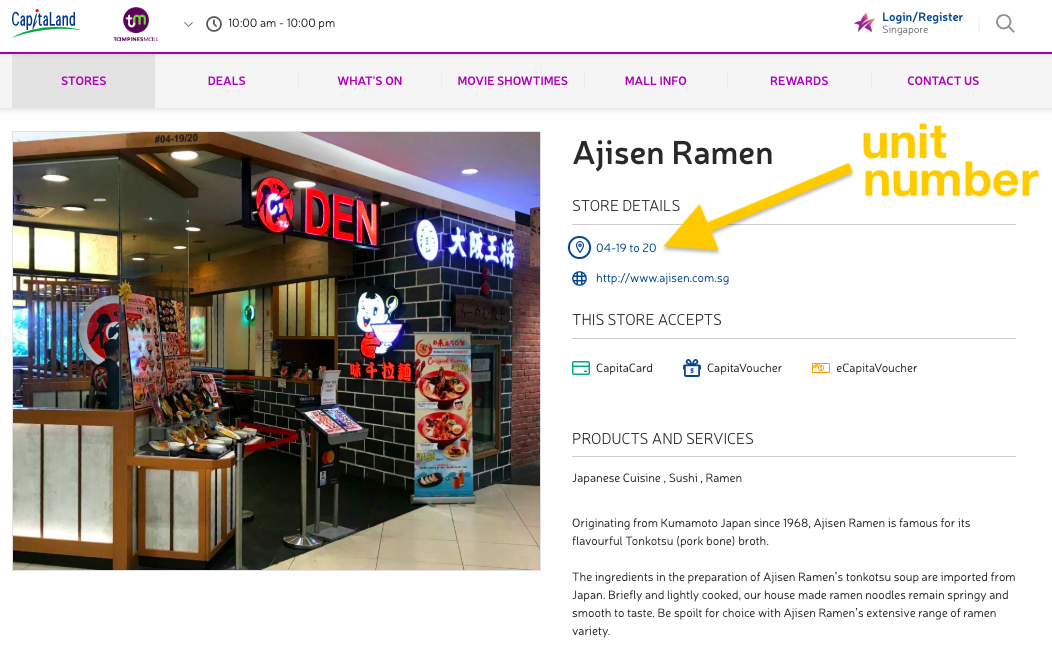 CapitaLand
tm
TAMPINES MALL
10:00 am - 10:00 pm
Login/Register
Singapore
STORES
DEALS
WHAT'S ON
MOVIE SHOWTIMES
MALL INFO
REWARDS
CONTACT US
#04-19/20
DEN
大阪王将
味千拉麺
Ajisen Ramen
unit
number
STORE DETAILS
04-19 to 20
http://www.ajisen.com.sg
THIS STORE ACCEPTS
CapitaCard
CapitaVoucher
eCapitaVoucher
PRODUCTS AND SERVICES
Japanese Cuisine , Sushi , Ramen
Originating from Kumamoto Japan since 1968, Ajisen Ramen is famous for its
flavourful Tonkotsu (pork bone) broth.
The ingredients in the preparation of Ajisen Ramen's tonkotsu soup are imported from
Japan. Briefly and lightly cooked, our house made ramen noodles remain springy and
smooth to taste. Be spoilt for choice with Ajisen Ramen's extensive range of ramen
variety.